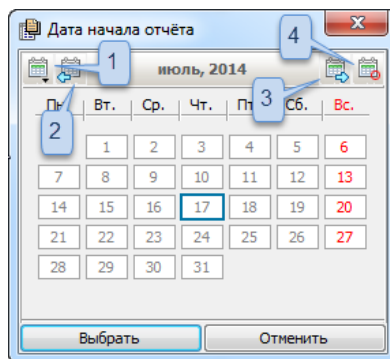 Дата начала отчёта
4
1
июль, 2014
3
2
Пн. Вт. Ср. Чт. Пт. Сб. Вс.
1 2 3 4 5 6
7 8 9 10 11 12 13
14 15 16 17 18 19 20
21 22 23 24 25 26 27
28 29 30 31
Выбрать Отменить